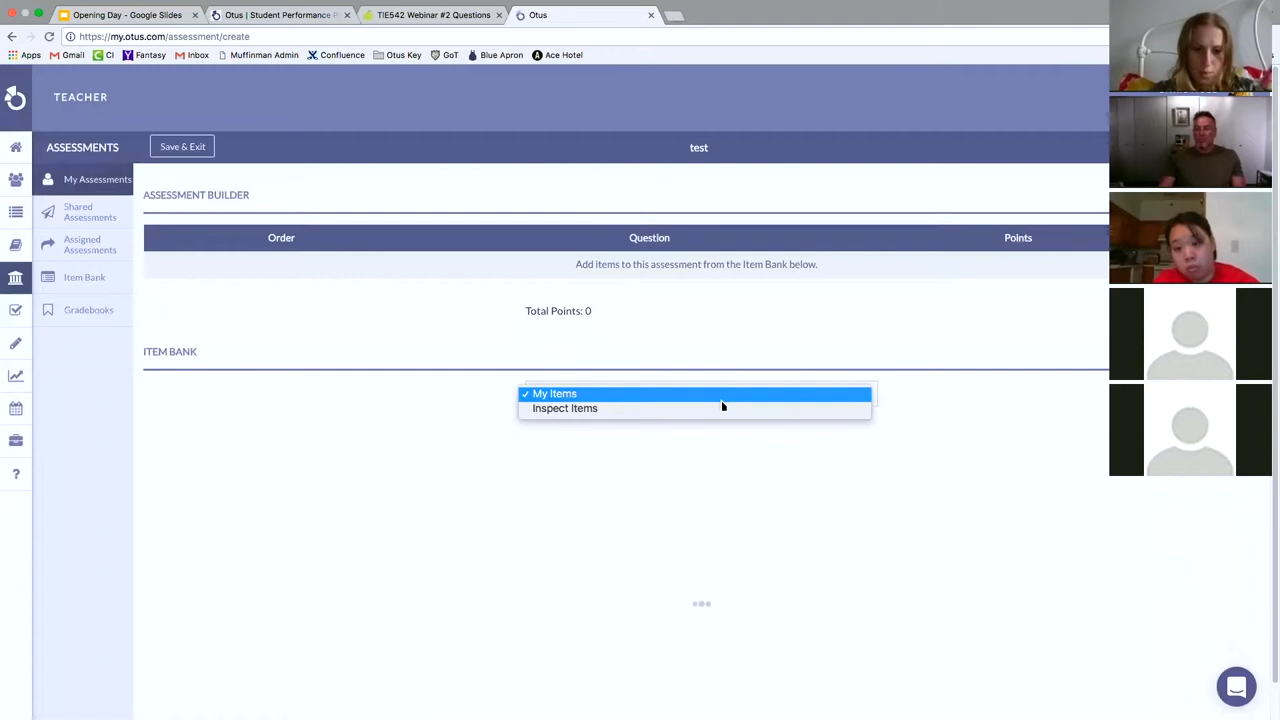 Opening Day - Google Slides
Otus | Student Performance P
TIE542 Webinar #2 Questions
Otus
https://my.otus.com/assessment/create
Apps
Gmail
CI
Fantasy
Inbox
Muffinman Admin
Confluence
Otus Key
GoT
Blue Apron
Ace Hotel
TEACHER
ASSESSMENTS
Save & Exit
test
My Assessments
Shared
Assessments
Assigned
Assessments
Item Bank
Gradebooks
ASSESSMENT BUILDER
Order
Question
Points
Add items to this assessment from the Item Bank below.
Total Points: 0
ITEM BANK
My Items
Inspect Items